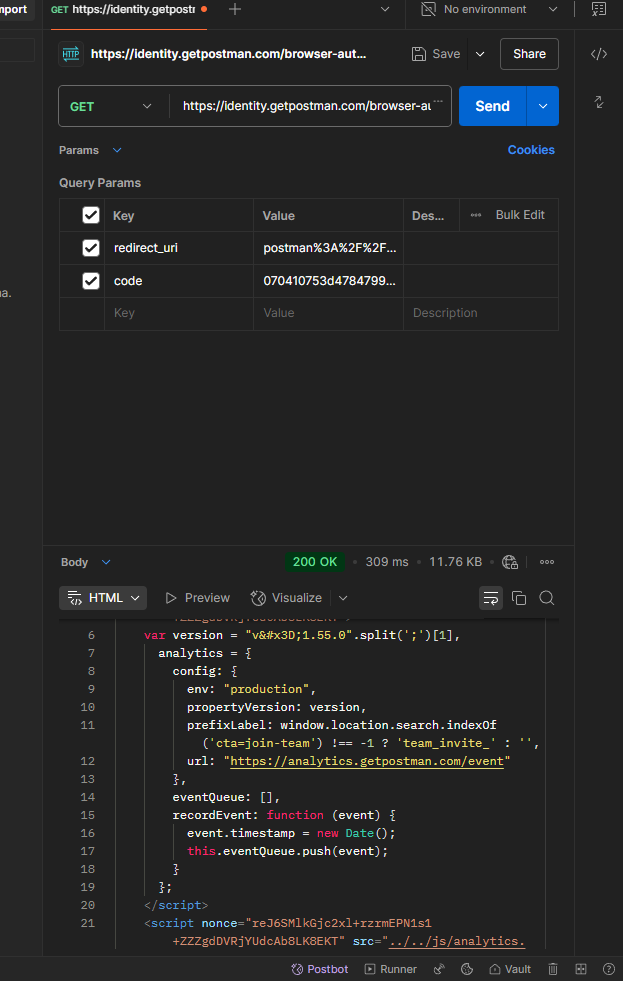 mport
GET https://identity.getpostr
No environment
HTTP https://identity.getpostman.com/browser-aut...
Save
Share
GET
https://identity.getpostman.com/browser-au ...
Send
Params
Cookies
Query Params
Key Value Des... Bulk Edit
redirect_uri postman%3A%2F%2F...
code 070410753d4784799...
na.
Key Value Description
Body
200 OK • 309 ms • 11.76 KB
HTML
Preview
Visualize
6 var version = "v&#x3D;1.55.0".split(';')[1],
7 analytics = {
8 config: {
9 env: "production",
10 propertyVersion: version,
11 prefixLabel: window.location.search.indexOf
('cta=join-team') !== -1 ? 'team_invite_' : '',
12 url: "https://analytics.getpostman.com/event"
13 },
14 eventQueue: [],
15 recordEvent: function (event) {
16 event.timestamp = new Date();
17 this.eventQueue.push(event);
18 }
19 };
20 </script>
21 <script nonce="reJ6SMlkGjc2xl+rzrmEPN1s1
+ZZZgdDVRjYUdcAb8LK8EKT" src="../../js/analytics.
Postbot
Runner
Vault